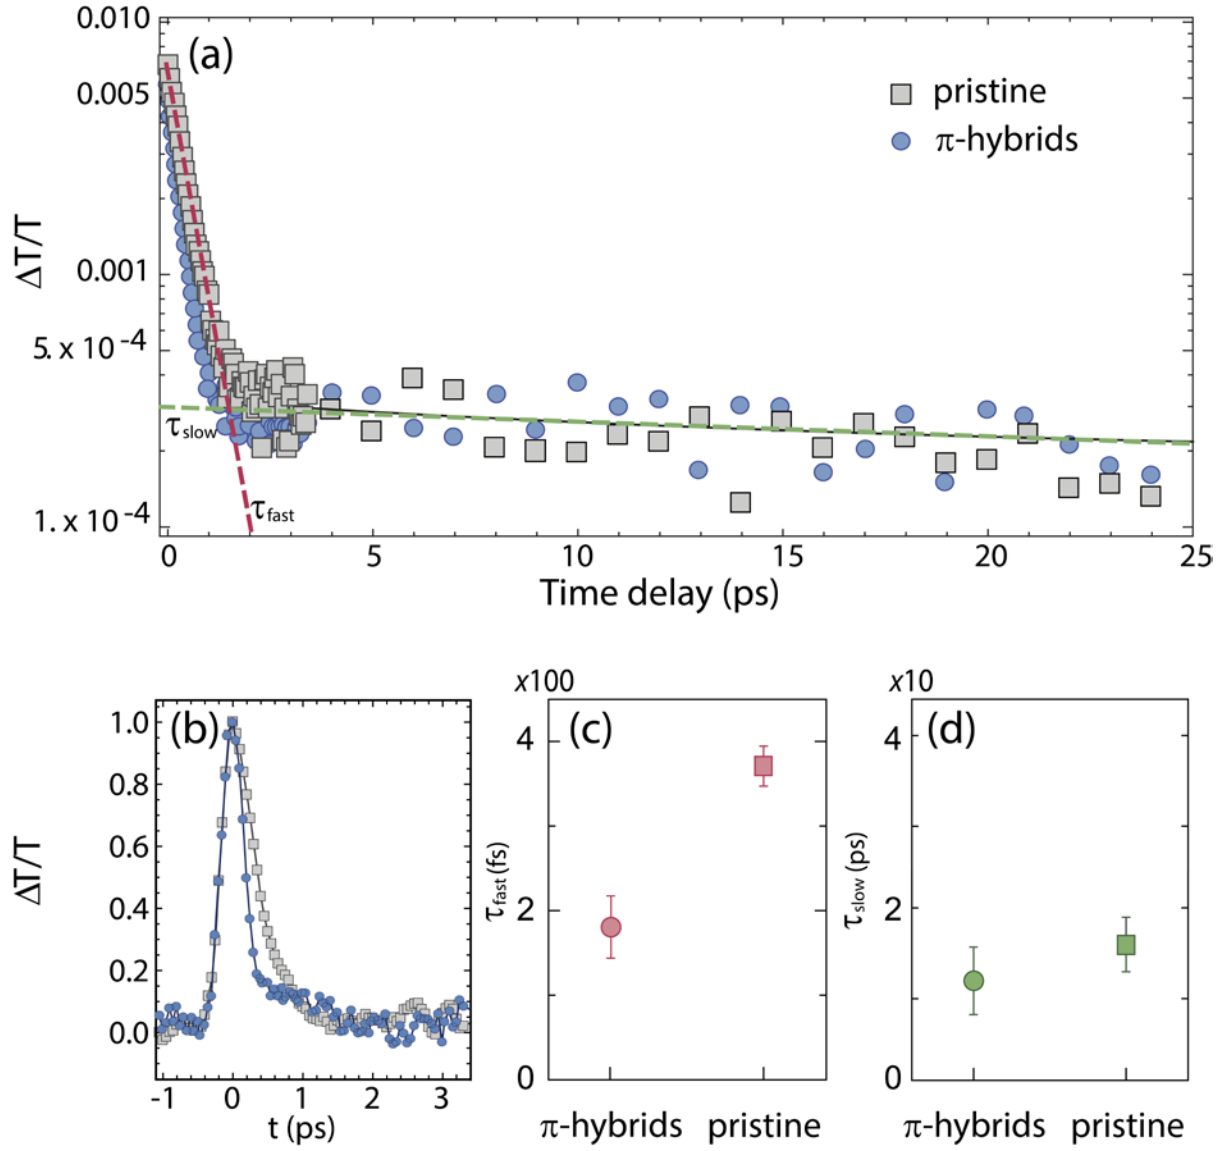 0.010
(a)
0.005
pristine
π-hybrids
ΔT/T
0.001
5. x 10-4
τslow
τfast
1. x 10-4
0 5 10 15 20 25
Time delay (ps)
x100 x10
1.0 (b) 4 (c) 4 (d)
0.8
0.6
ΔT/T
τfast (fs)
τslow (ps)
0.4 2 2
0.2
0.0
0 0
-1 0 1 2 3
t (ps)
π-hybrids pristine π-hybrids pristine